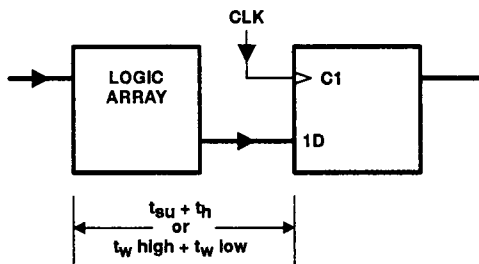 CLK
LOGIC
ARRAY
C1
1D
tsu + th
or
tw high + tw low